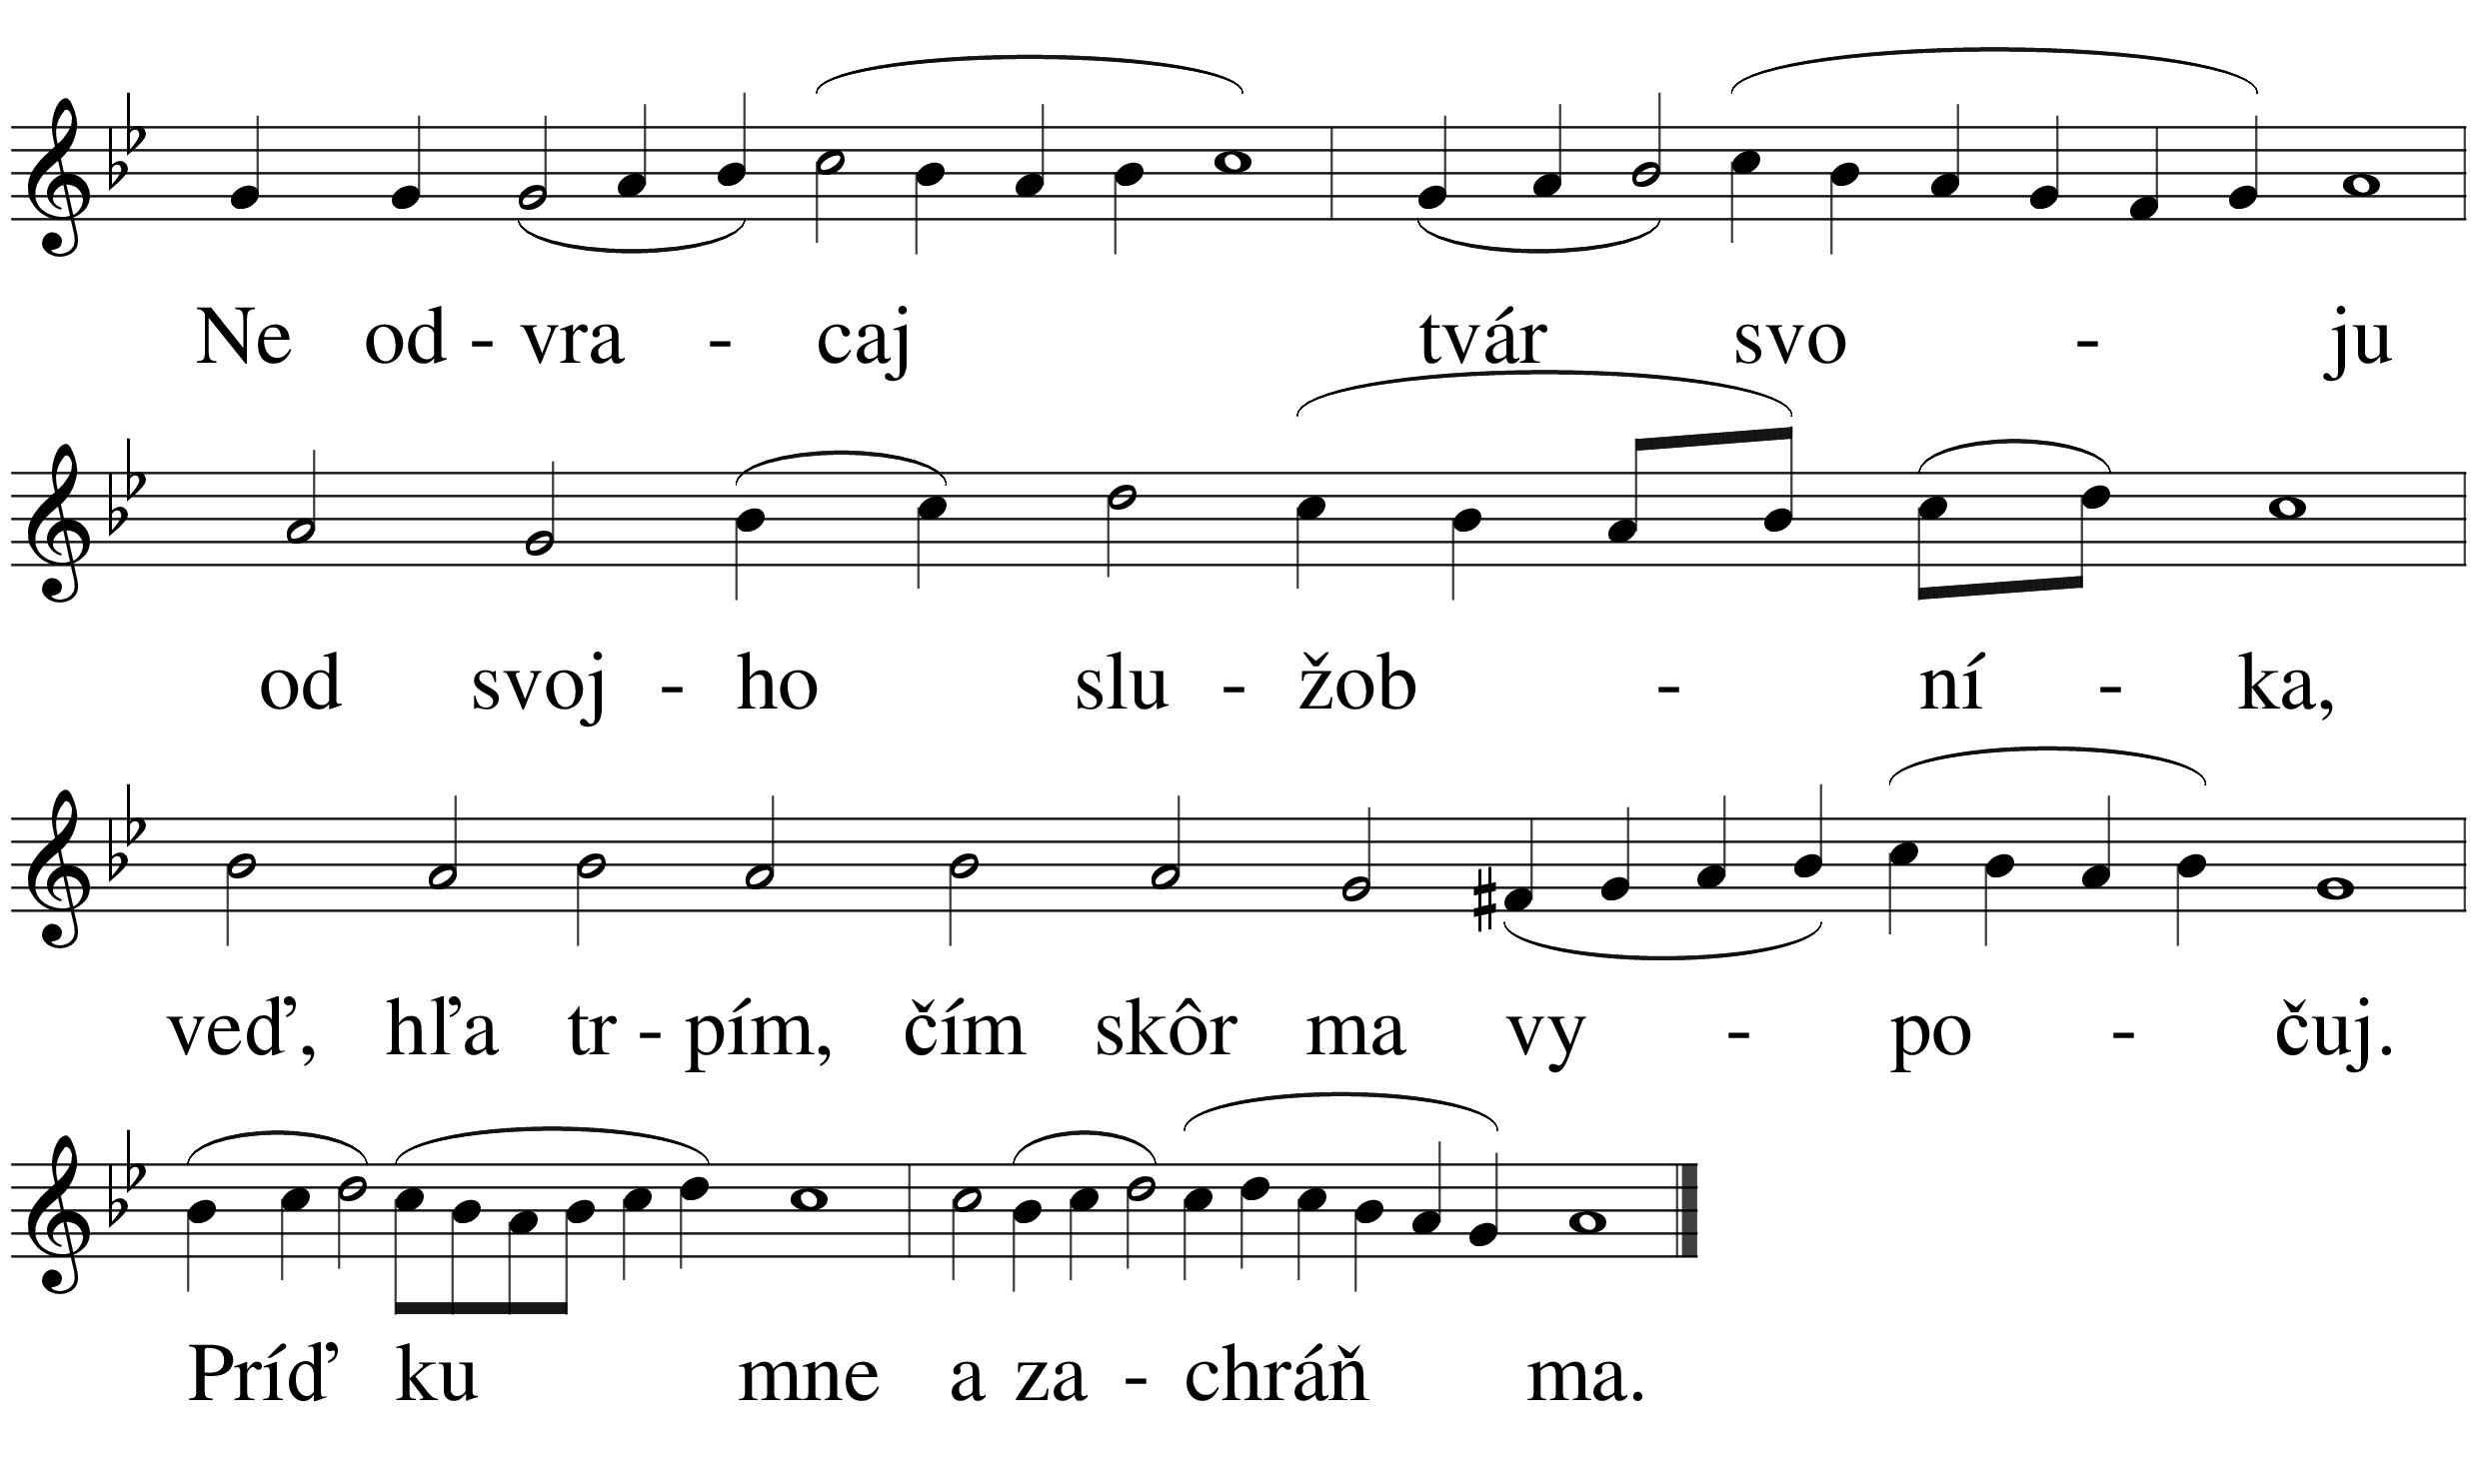 Ne od - vra - caj tvár svo - ju
od svoj - ho slu - žob - ní - ka,
veď, hľa tr - pím, čím skôr ma vy - po - čuj.
Príď ku mne a za - chráň ma.